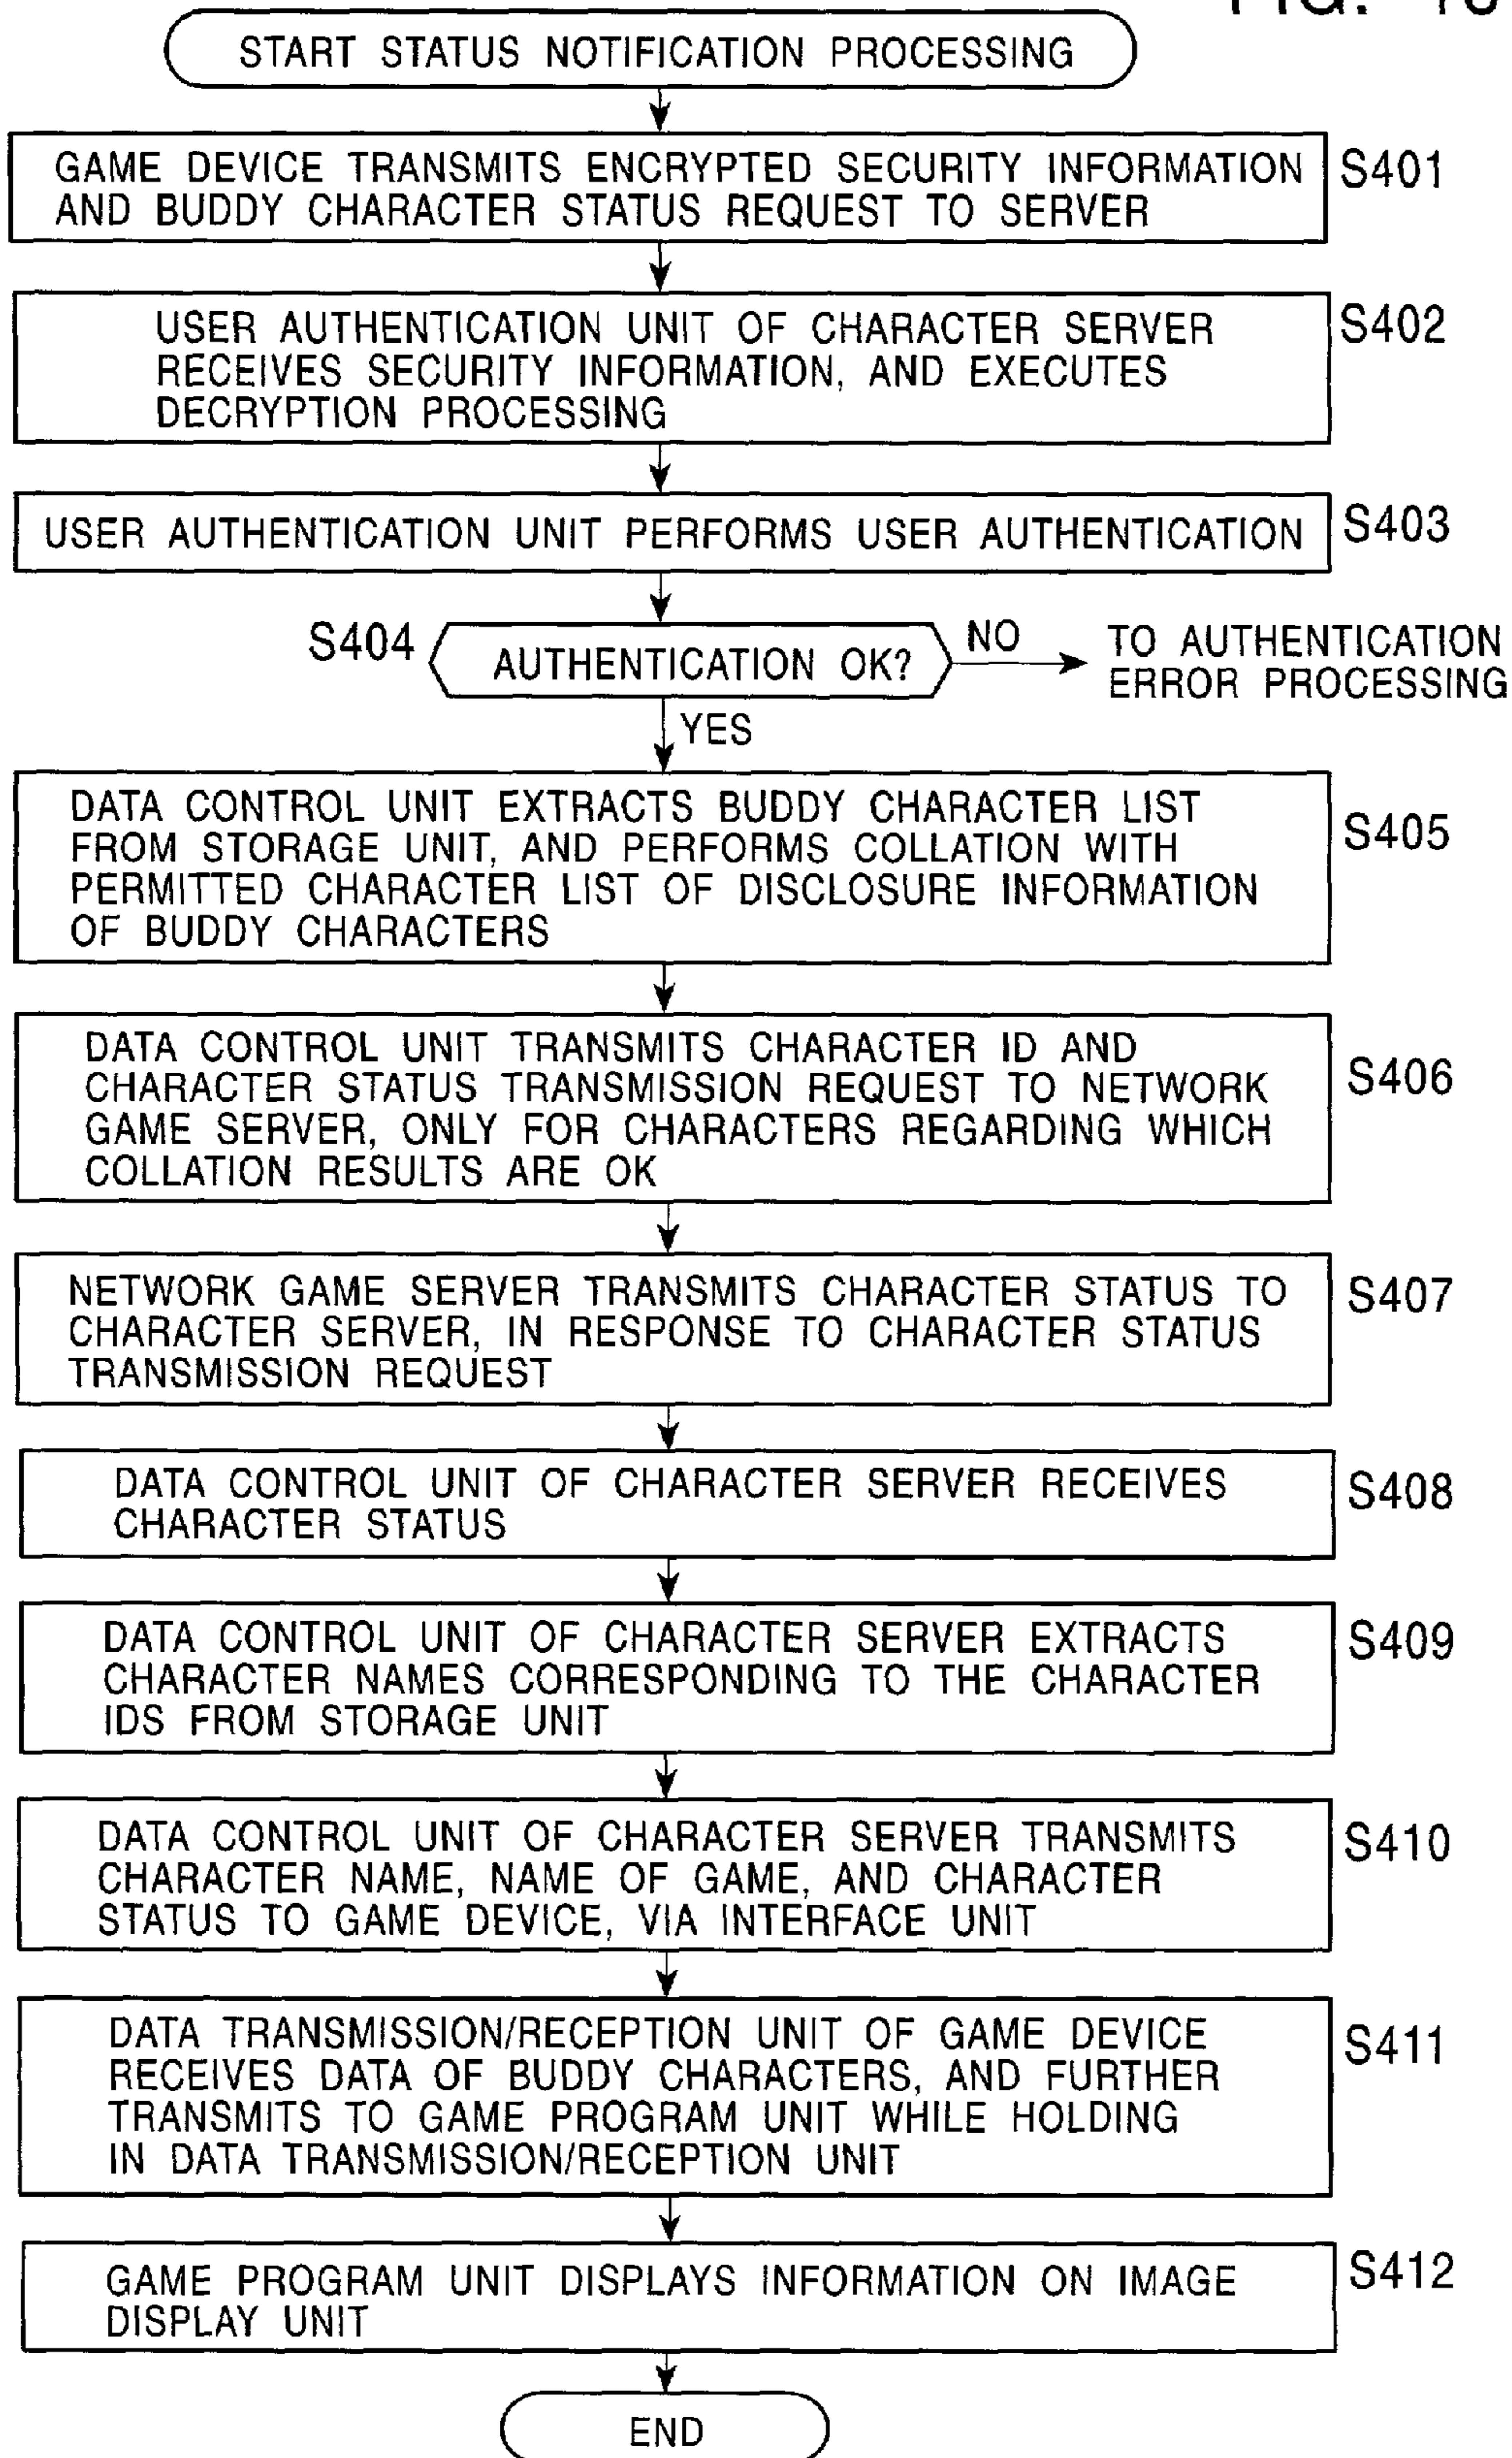 START STATUS NOTIFICATION PROCESSING
GAME DEVICE TRANSMITS ENCRYPTED SECURITY INFORMATION
AND BUDDY CHARACTER STATUS REQUEST TO SERVER
S401
USER AUTHENTICATION UNIT OF CHARACTER SERVER
RECEIVES SECURITY INFORMATION, AND EXECUTES
DECRYPTION PROCESSING
S402
USER AUTHENTICATION UNIT PERFORMS USER AUTHENTICATION
S403
S404
AUTHENTICATION OK?
NO
TO AUTHENTICATION
ERROR PROCESSING
YES
DATA CONTROL UNIT EXTRACTS BUDDY CHARACTER LIST
FROM STORAGE UNIT, AND PERFORMS COLLATION WITH
PERMITTED CHARACTER LIST OF DISCLOSURE INFORMATION
OF BUDDY CHARACTERS
S405
DATA CONTROL UNIT TRANSMITS CHARACTER ID AND
CHARACTER STATUS TRANSMISSION REQUEST TO NETWORK
GAME SERVER, ONLY FOR CHARACTERS REGARDING WHICH
COLLATION RESULTS ARE OK
S406
NETWORK GAME SERVER TRANSMITS CHARACTER STATUS TO
CHARACTER SERVER, IN RESPONSE TO CHARACTER STATUS
TRANSMISSION REQUEST
S407
DATA CONTROL UNIT OF CHARACTER SERVER RECEIVES
CHARACTER STATUS
S408
DATA CONTROL UNIT OF CHARACTER SERVER EXTRACTS
CHARACTER NAMES CORRESPONDING TO THE CHARACTER
IDS FROM STORAGE UNIT
S409
DATA CONTROL UNIT OF CHARACTER SERVER TRANSMITS
CHARACTER NAME, NAME OF GAME, AND CHARACTER
STATUS TO GAME DEVICE, VIA INTERFACE UNIT
S410
DATA TRANSMISSION/RECEPTION UNIT OF GAME DEVICE
RECEIVES DATA OF BUDDY CHARACTERS, AND FURTHER
TRANSMITS TO GAME PROGRAM UNIT WHILE HOLDING
IN DATA TRANSMISSION/RECEPTION UNIT
S411
GAME PROGRAM UNIT DISPLAYS INFORMATION ON IMAGE
DISPLAY UNIT
S412
END